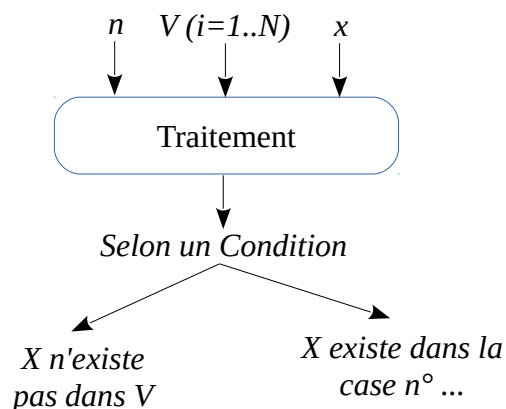 n V (i=1..N) x
Traitement
Selon un Condition
X n'existe
pas dans V
X existe dans la
case n° ...